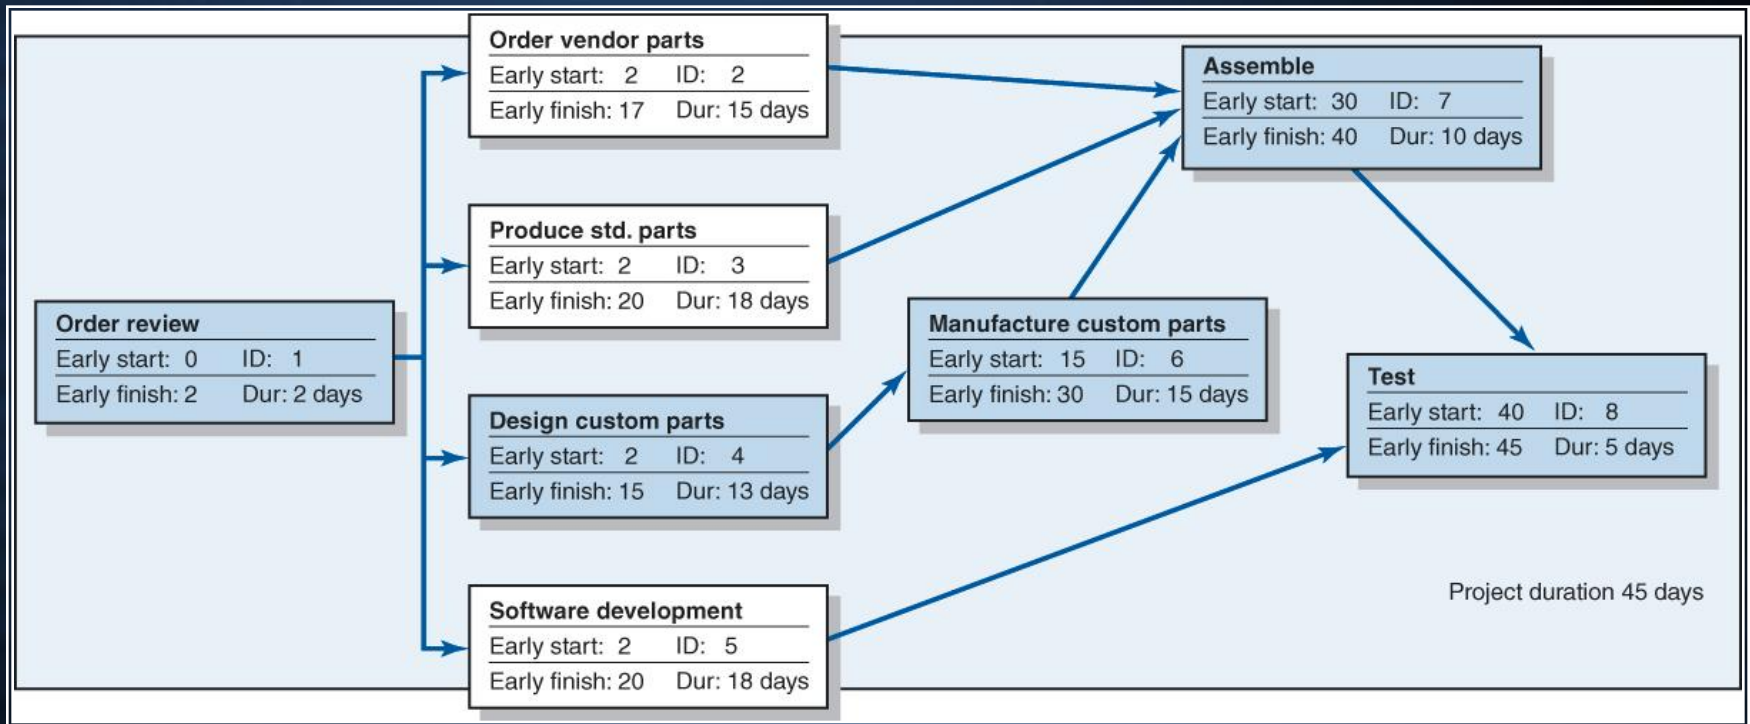 Order vendor parts
Early start: 2 ID: 2
Early finish: 17 Dur: 15 days
Assemble
Early start: 30 ID: 7
Early finish: 40 Dur: 10 days
Produce std. parts
Early start: 2 ID: 3
Early finish: 20 Dur: 18 days
Order review
Early start: 0 ID: 1
Early finish: 2 Dur: 2 days
Manufacture custom parts
Early start: 15 ID: 6
Early finish: 30 Dur: 15 days
Test
Early start: 40 ID: 8
Early finish: 45 Dur: 5 days
Design custom parts
Early start: 2 ID: 4
Early finish: 15 Dur: 13 days
Software development
Early start: 2 ID: 5
Early finish: 20 Dur: 18 days
Project duration 45 days